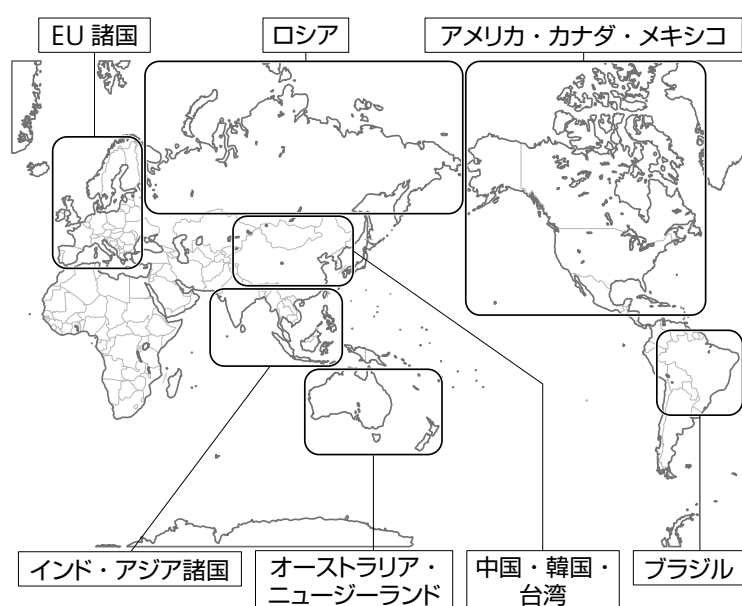 EU 諸国
ロシア
アメリカ・カナダ・メキシコ
インド・アジア諸国
オーストラリア・
ニュージーランド
中国・韓国・
台湾
ブラジル